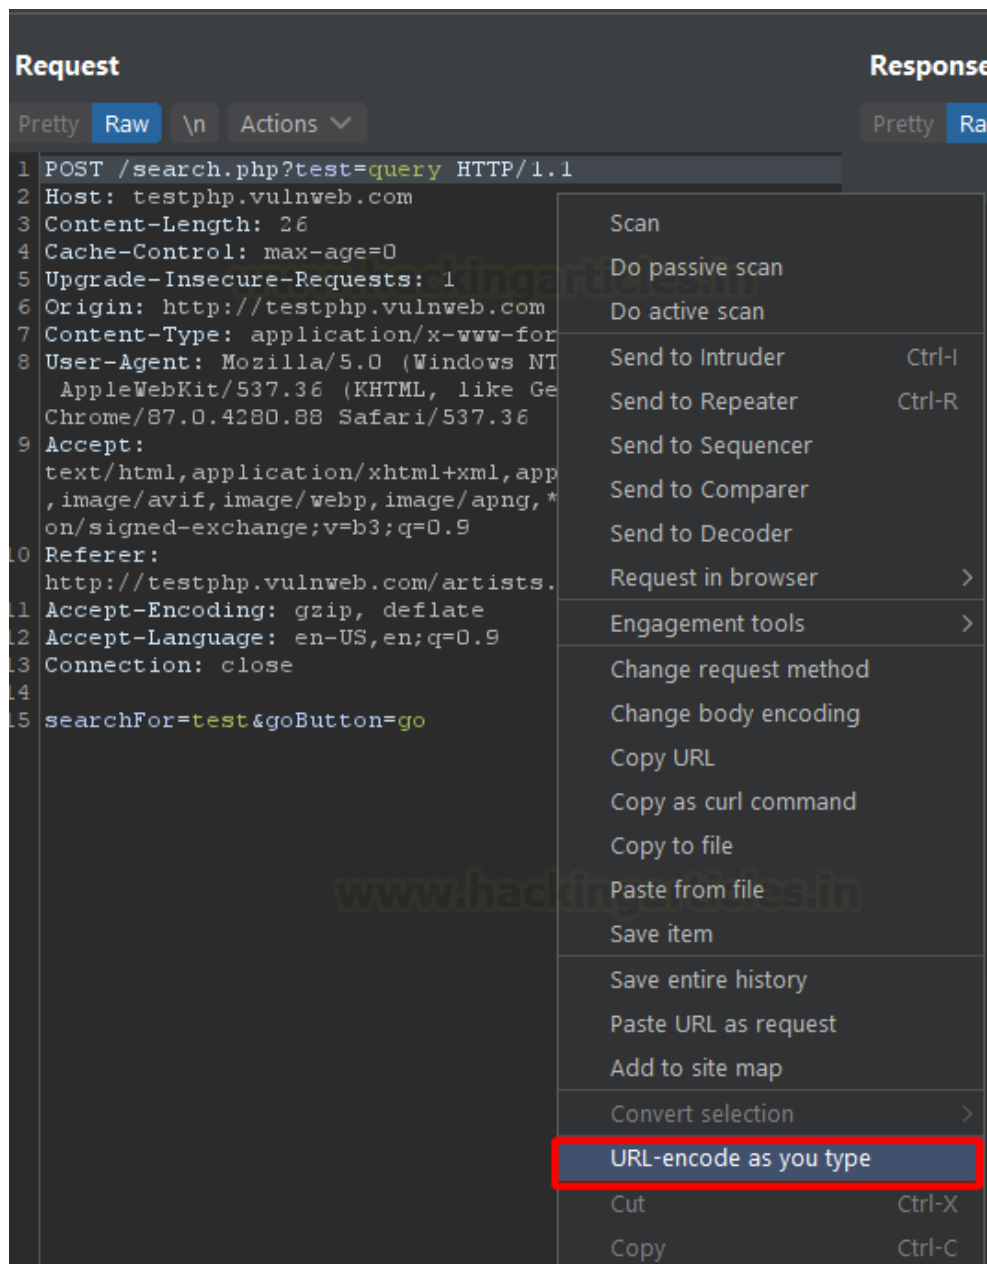 Request
Response
Pretty Raw \n Actions
Pretty Ra
1 POST /search.php?test=query HTTP/1.1
2 Host: testphp.vulnweb.com
3 Content-Length: 26
4 Cache-Control: max-age=0
5 Upgrade-Insecure-Requests: 1
6 Origin: http://testphp.vulnweb.com
7 Content-Type: application/x-www-for
8 User-Agent: Mozilla/5.0 (Windows NT
AppleWebKit/537.36 (KHTML, like Ge
Chrome/87.0.4280.88 Safari/537.36
9 Accept:
text/html,application/xhtml+xml,app
,image/avif,image/webp,image/apng,*
on/signed-exchange;v=b3;q=0.9
10 Referer:
http://testphp.vulnweb.com/artists.
11 Accept-Encoding: gzip, deflate
12 Accept-Language: en-US,en;q=0.9
13 Connection: close
14
15 searchFor=test&goButton=go
Scan
Do passive scan
Do active scan
Send to Intruder Ctrl-I
Send to Repeater Ctrl-R
Send to Sequencer
Send to Comparer
Send to Decoder
Request in browser
Engagement tools
Change request method
Change body encoding
Copy URL
Copy as curl command
Copy to file
Paste from file
Save item
Save entire history
Paste URL as request
Add to site map
Convert selection
URL-encode as you type
Cut Ctrl-X
Copy Ctrl-C
www.hackingarticles.in
www.hackingarticles.in